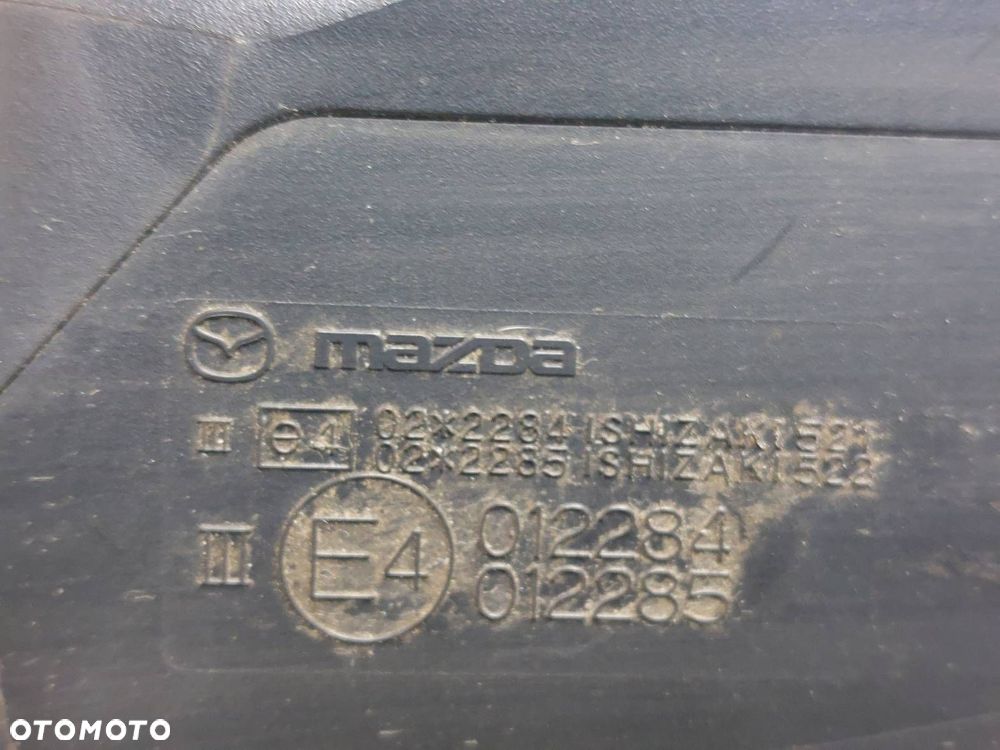 mazda
III e4 02*2284 ISHIZAKI 521
02*2285 ISHIZAKI 522
III E4 012284
012285
OTOMOTO